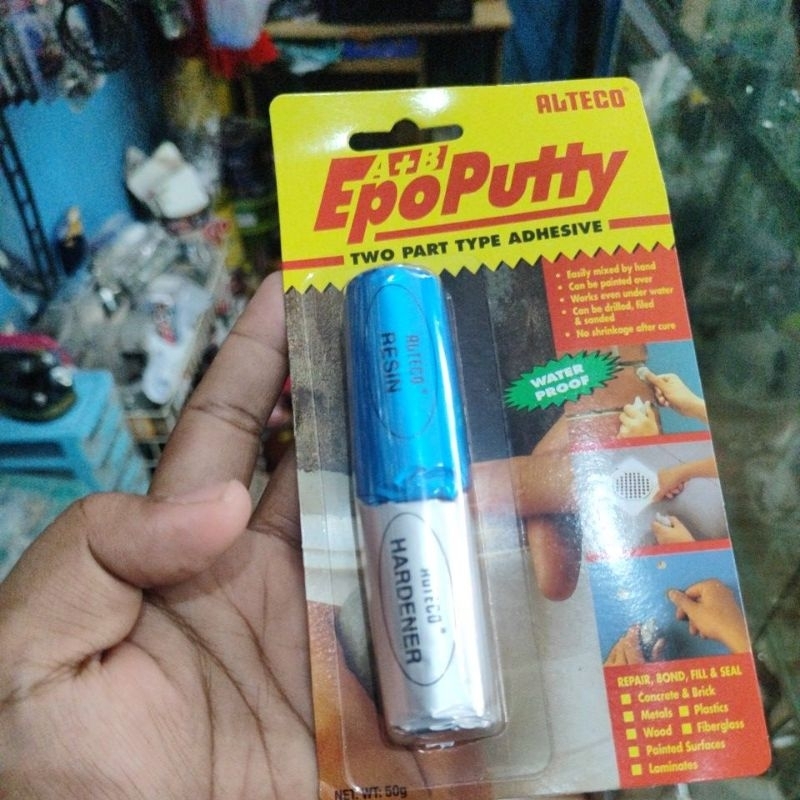 ALTECO®
A+B
EpoPutty
TWO PART TYPE ADHESIVE
• Easily mixed by hand
• Can be painted over
• Works even under water
• Can be drilled, filed
& sanded
• No shrinkage after cure
WATER
PROOF
ALTECO®
RESIN
ALTECO®
HARDENER
REPAIR, BOND, FILL & SEAL
■ Concrete & Brick
■ Metals ■ Plastics
■ Wood ■ Fiberglass
■ Painted Surfaces
■ Laminates
NET. WT: 50g